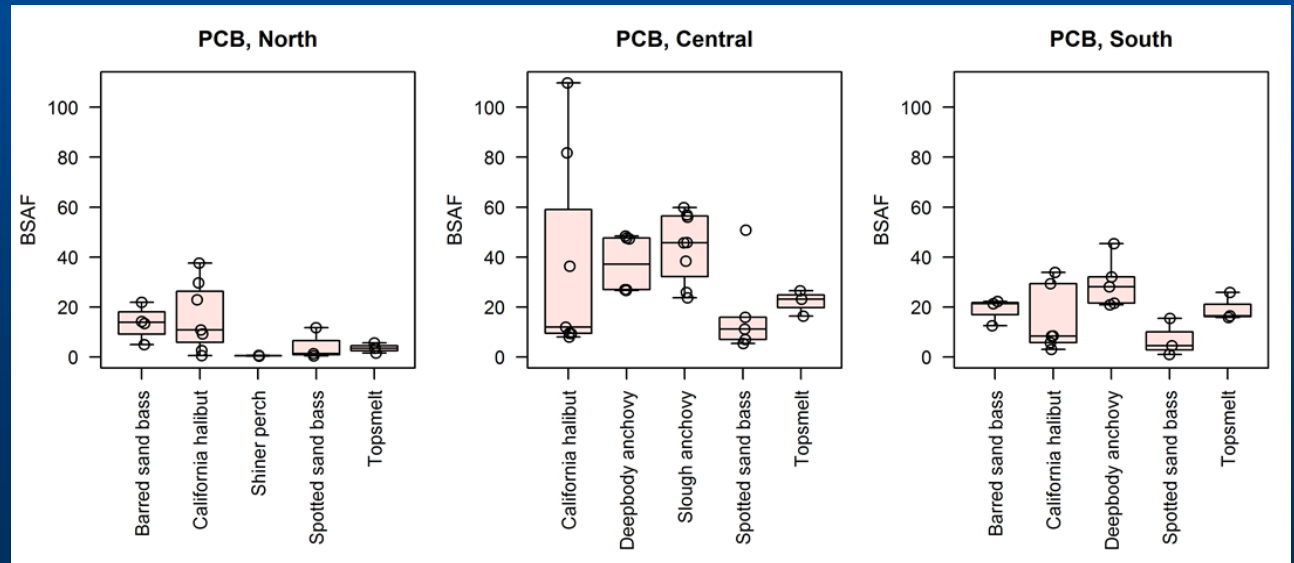 PCB, North
BSAF
100
80
60
40
20
0
Barred sand bass
California halibut
Shiner perch
Spotted sand bass
Topsmelt
PCB, Central
BSAF
100
80
60
40
20
0
California halibut
Deepbody anchovy
Slough anchovy
Spotted sand bass
Topsmelt
PCB, South
BSAF
100
80
60
40
20
0
Barred sand bass
California halibut
Deepbody anchovy
Spotted sand bass
Topsmelt